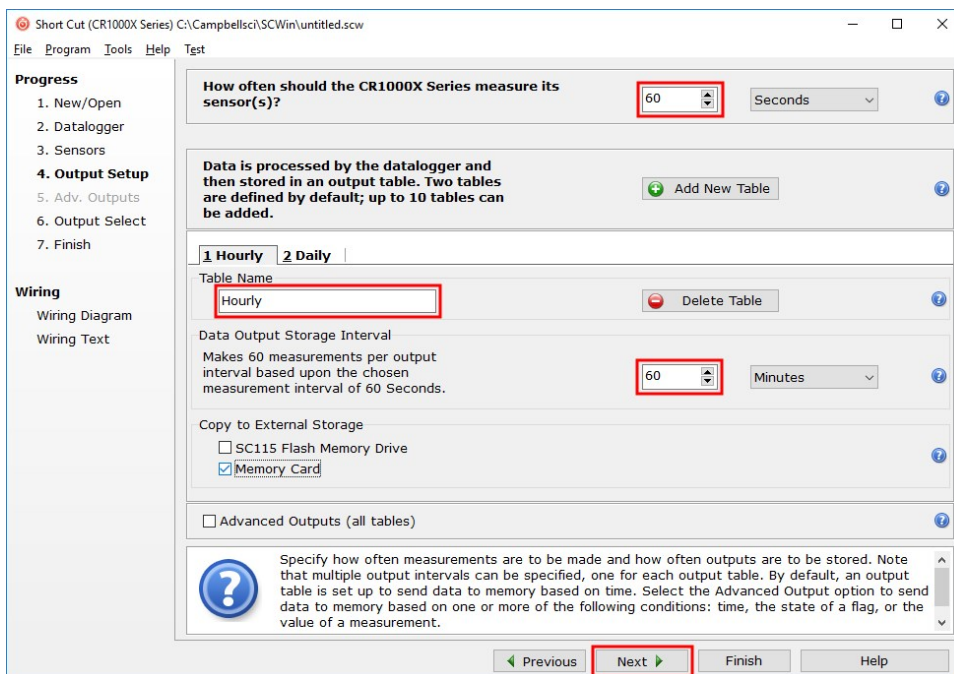 Short Cut (CR1000X Series) C:\Campbellsci\SCWin\untitled.scw
File Program Tools Help Test
Progress
1. New/Open
2. Datalogger
3. Sensors
4. Output Setup
5. Adv. Outputs
6. Output Select
7. Finish
Wiring
Wiring Diagram
Wiring Text
How often should the CR1000X Series measure its
sensor(s)?
60
Seconds
Data is processed by the datalogger and
then stored in an output table. Two tables
are defined by default; up to 10 tables can
be added.
Add New Table
1 Hourly 2 Daily
Table Name
Hourly
Delete Table
Data Output Storage Interval
Makes 60 measurements per output
interval based upon the chosen
measurement interval of 60 Seconds.
60
Minutes
Copy to External Storage
SC115 Flash Memory Drive
Memory Card
Advanced Outputs (all tables)
Specify how often measurements are to be made and how often outputs are to be stored. Note
that multiple output intervals can be specified, one for each output table. By default, an output
table is set up to send data to memory based on time. Select the Advanced Output option to send
data to memory based on one or more of the following conditions: time, the state of a flag, or the
value of a measurement.
Previous Next Finish Help